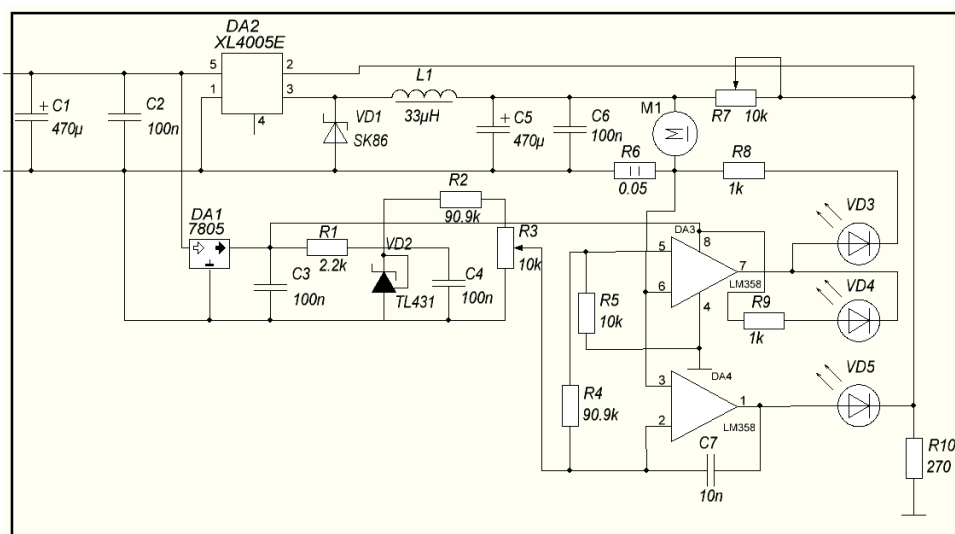 DA2
XL4005E
5
2
1
3
4
+ C1
470µ
C2
100n
VD1
SK86
L1
33µH
+ C5
470µ
C6
100n
M1
M
R7
10k
R6
0.05
R8
1k
DA1
7805
R1
2.2k
C3
100n
VD2
TL431
R2
90.9k
C4
100n
R3
10k
DA3
8
5
6
7
4
LM358
R5
10k
R9
1k
VD3
VD4
VD5
R4
90.9k
DA4
3
2
1
LM358
C7
10n
R10
270